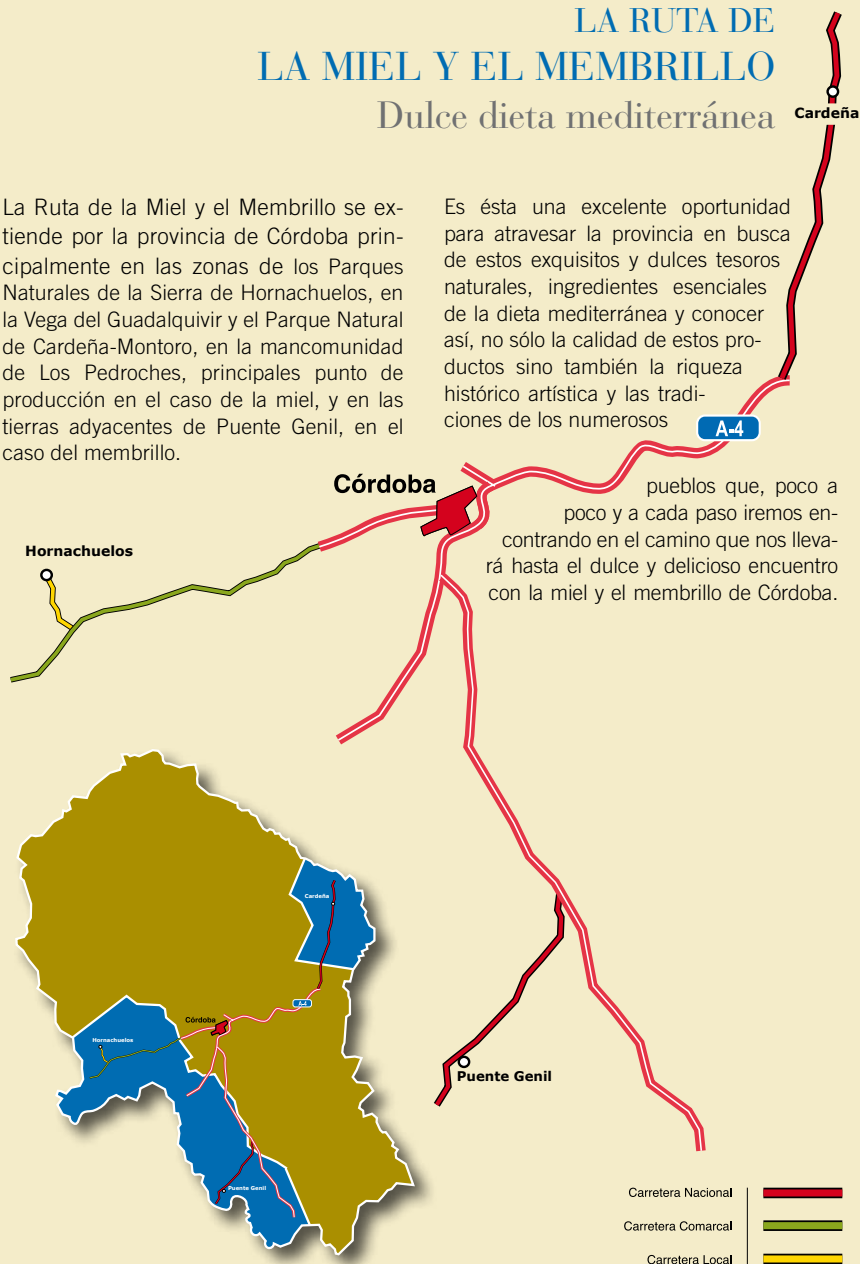 LA RUTA DE
LA MIEL Y EL MEMBRILLO
Dulce dieta mediterránea
Cardeña
La Ruta de la Miel y el Membrillo se ex-
tiende por la provincia de Córdoba prin-
cipalmente en las zonas de los Parques
Naturales de la Sierra de Hornachuelos, en
la Vega del Guadalquivir y el Parque Natural
de Cardeña-Montoro, en la mancomunidad
de Los Pedroches, principales punto de
producción en el caso de la miel, y en las
tierras adyacentes de Puente Genil, en el
caso del membrillo.
Es ésta una excelente oportunidad
para atravesar la provincia en busca
de estos exquisitos y dulces tesoros
naturales, ingredientes esenciales
de la dieta mediterránea y conocer
así, no sólo la calidad de estos pro-
ductos sino también la riqueza
histórico artística y las tradi-
ciones de los numerosos
A-4
pueblos que, poco a
poco y a cada paso iremos en-
contrando en el camino que nos lleva-
rá hasta el dulce y delicioso encuentro
con la miel y el membrillo de Córdoba.
Córdoba
Hornachuelos
Puente Genil
Cardeña
A-4
Córdoba
Hornachuelos
Puente Genil
Carretera Nacional
Carretera Comarcal
Carretera Local